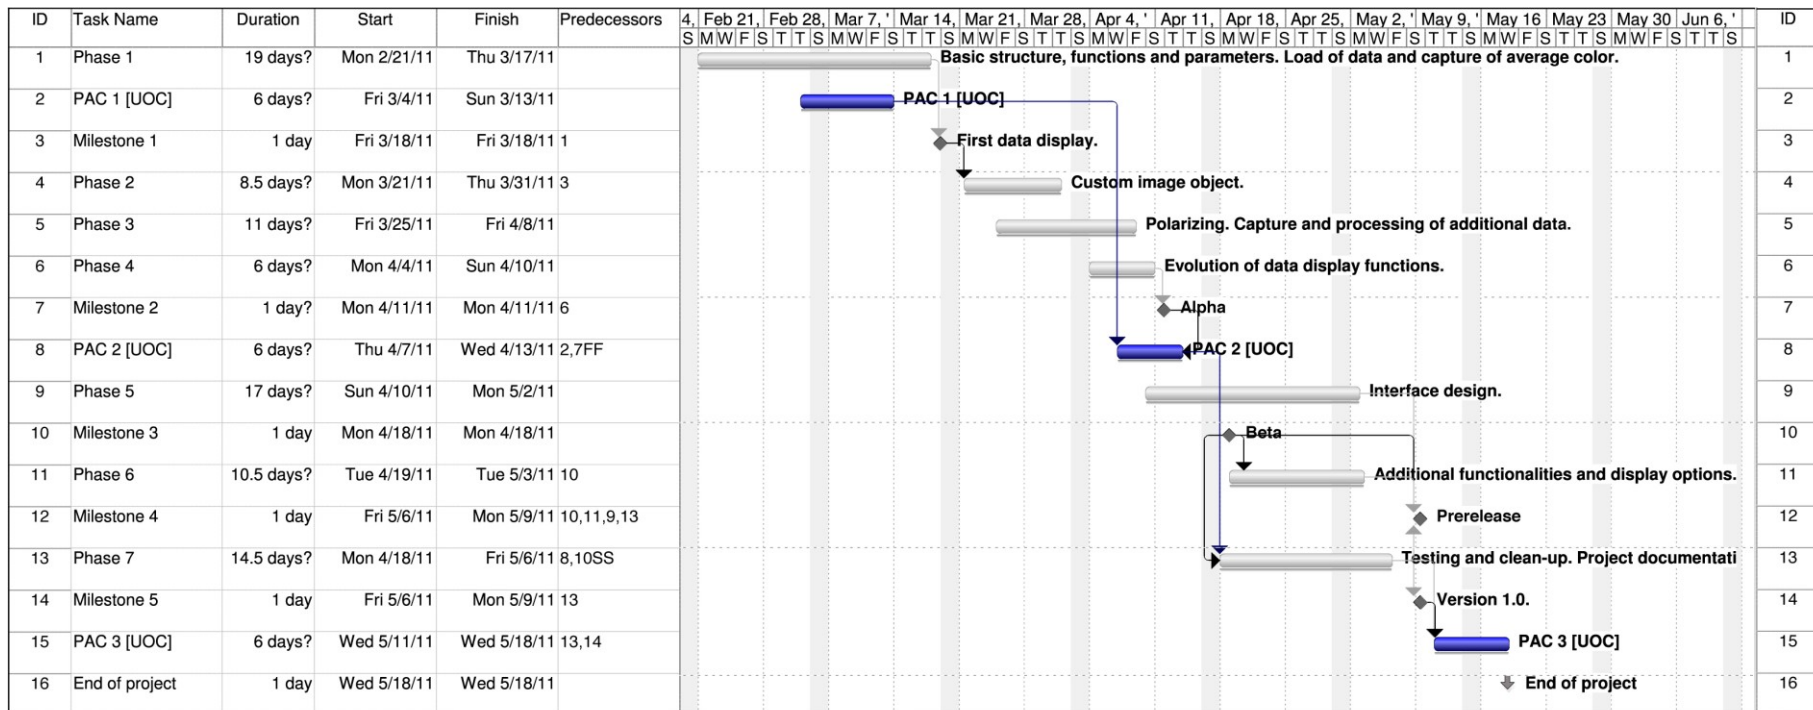 ID Task Name Duration Start Finish Predecessors 4, Feb 21, Feb 28, Mar 7, ' Mar 14, Mar 21, Mar 28, Apr 4, ' Apr 11, Apr 18, Apr 25, May 2, ' May 9, ' May 16 May 23 May 30 Jun 6, ' ID
S M W F S T T S M W F S T T S M W F S T T S M W F S T T S M W F S T T S M W F S T T S M W F S T T S M W F S T T S
1 Phase 1 19 days? Mon 2/21/11 Thu 3/17/11 Basic structure, functions and parameters. Load of data and capture of average color. 1
2 PAC 1 [UOC] 6 days? Fri 3/4/11 Sun 3/13/11 PAC 1 [UOC] 2
3 Milestone 1 1 day Fri 3/18/11 Fri 3/18/11 1 First data display. 3
4 Phase 2 8.5 days? Mon 3/21/11 Thu 3/31/11 3 Custom image object. 4
5 Phase 3 11 days? Fri 3/25/11 Fri 4/8/11 Polarizing. Capture and processing of additional data. 5
6 Phase 4 6 days? Mon 4/4/11 Sun 4/10/11 Evolution of data display functions. 6
7 Milestone 2 1 day? Mon 4/11/11 Mon 4/11/11 6 Alpha 7
8 PAC 2 [UOC] 6 days? Thu 4/7/11 Wed 4/13/11 2,7FF PAC 2 [UOC] 8
9 Phase 5 17 days? Sun 4/10/11 Mon 5/2/11 Interface design. 9
10 Milestone 3 1 day Mon 4/18/11 Mon 4/18/11 Beta 10
11 Phase 6 10.5 days? Tue 4/19/11 Tue 5/3/11 10 Additional functionalities and display options. 11
12 Milestone 4 1 day Fri 5/6/11 Mon 5/9/11 10,11,9,13 Prerelease 12
13 Phase 7 14.5 days? Mon 4/18/11 Fri 5/6/11 8,10SS Testing and clean-up. Project documentati 13
14 Milestone 5 1 day Fri 5/6/11 Mon 5/9/11 13 Version 1.0. 14
15 PAC 3 [UOC] 6 days? Wed 5/11/11 Wed 5/18/11 13,14 PAC 3 [UOC] 15
16 End of project 1 day Wed 5/18/11 Wed 5/18/11 End of project 16